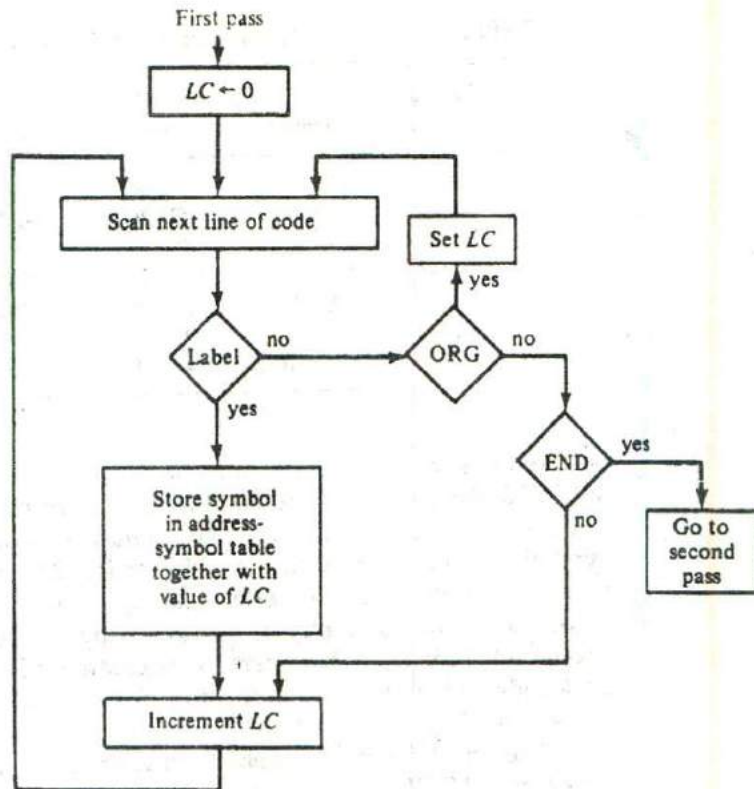 First pass
LC ← 0
Scan next line of code
Set LC
yes
Label
no
ORG
no
yes
END
yes
no
Store symbol
in address-
symbol table
together with
value of LC
Go to
second
pass
Increment LC